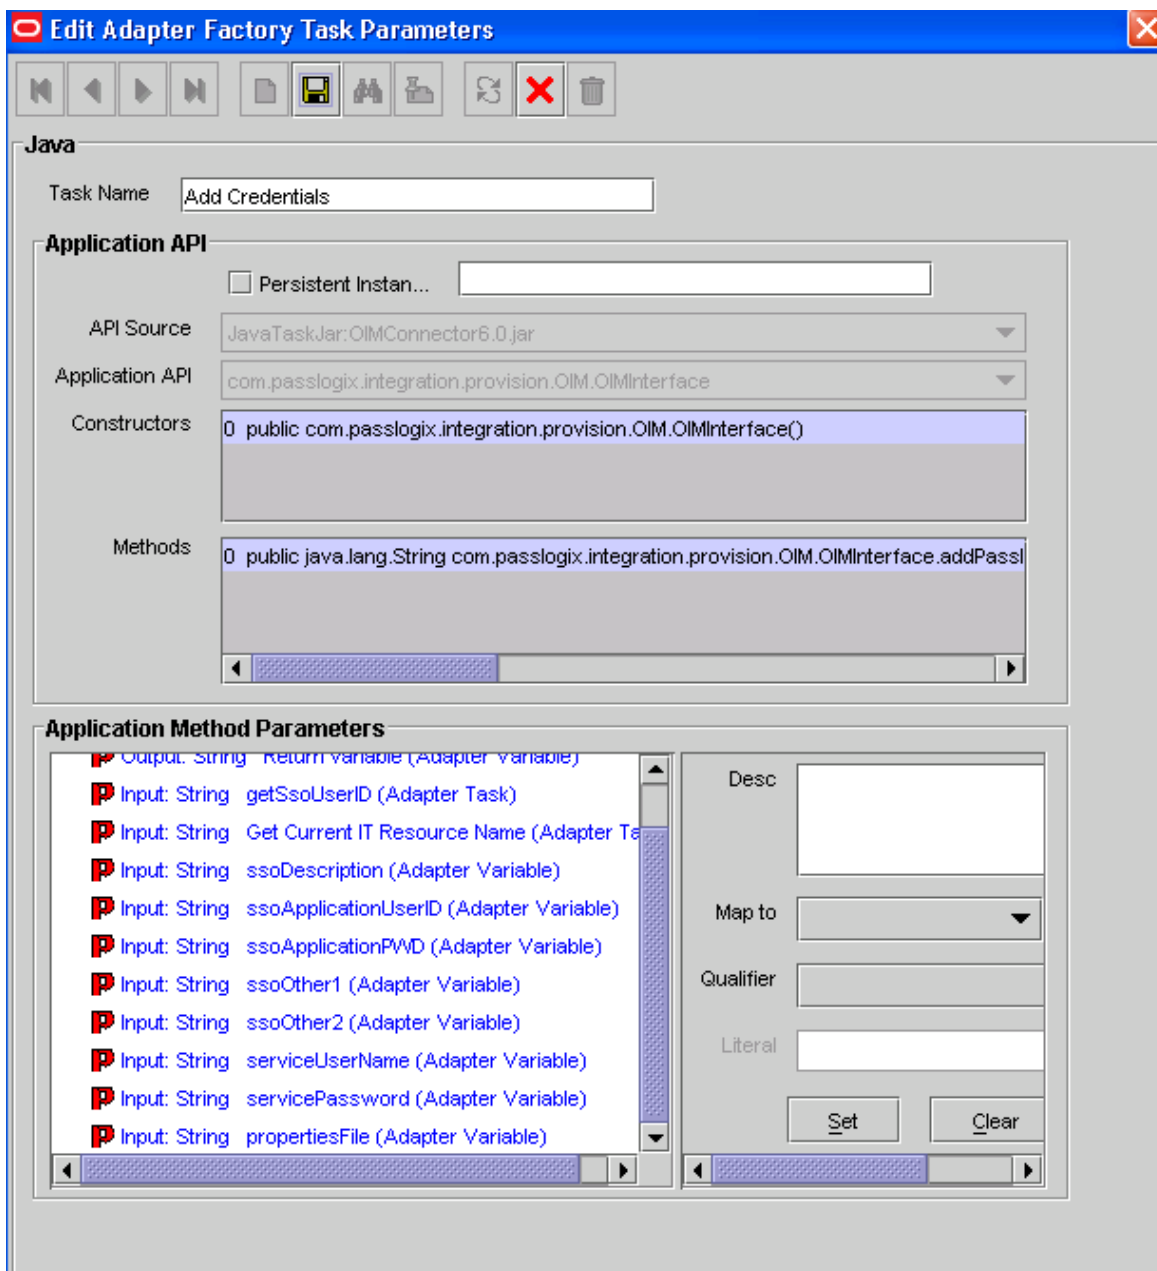 Edit Adapter Factory Task Parameters
Java
Task Name Add Credentials
Application API
Persistent Instan...
API Source JavaTaskJar:OIMConnector6.0.jar
Application API com.passlogix.integration.provision.OIM.OIMInterface
Constructors 0 public com.passlogix.integration.provision.OIM.OIMInterface()
Methods 0 public java.lang.String com.passlogix.integration.provision.OIM.OIMInterface.addPassl
Application Method Parameters
Output: String Return variable (Adapter Variable)
Input: String getSsoUserID (Adapter Task)
Input: String Get Current IT Resource Name (Adapter Ta
Input: String ssoDescription (Adapter Variable)
Input: String ssoApplicationUserID (Adapter Variable)
Input: String ssoApplicationPWD (Adapter Variable)
Input: String ssoOther1 (Adapter Variable)
Input: String ssoOther2 (Adapter Variable)
Input: String serviceUserName (Adapter Variable)
Input: String servicePassword (Adapter Variable)
Input: String propertiesFile (Adapter Variable)
Desc
Map to
Qualifier
Literal
Set Clear